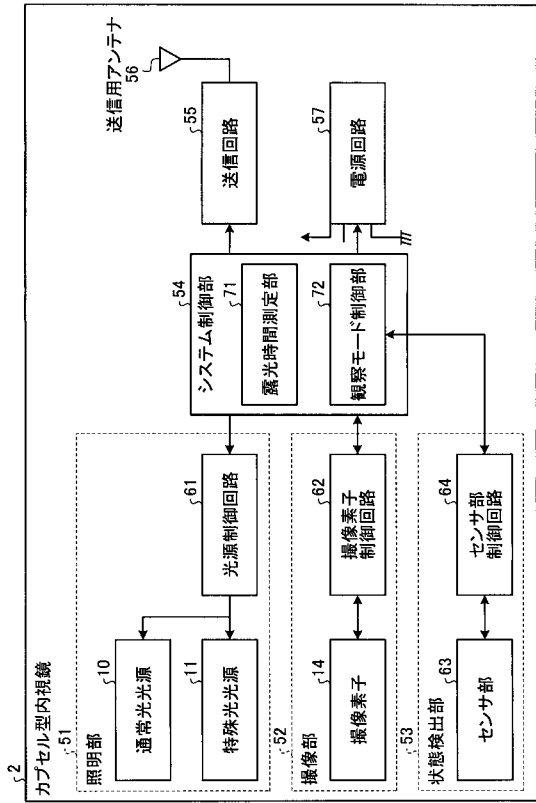 2
カプセル型内視鏡
51
照明部
10
通常光光源
11
特殊光光源
61
光源制御回路
52
撮像部
14
撮像素子
62
撮像素子
制御回路
53
状態検出部
63
センサ部
64
センサ部
制御回路
54
システム制御部
71
露光時間測定部
72
観察モード制御部
送信用アンテナ
56
55
送信回路
57
電源回路